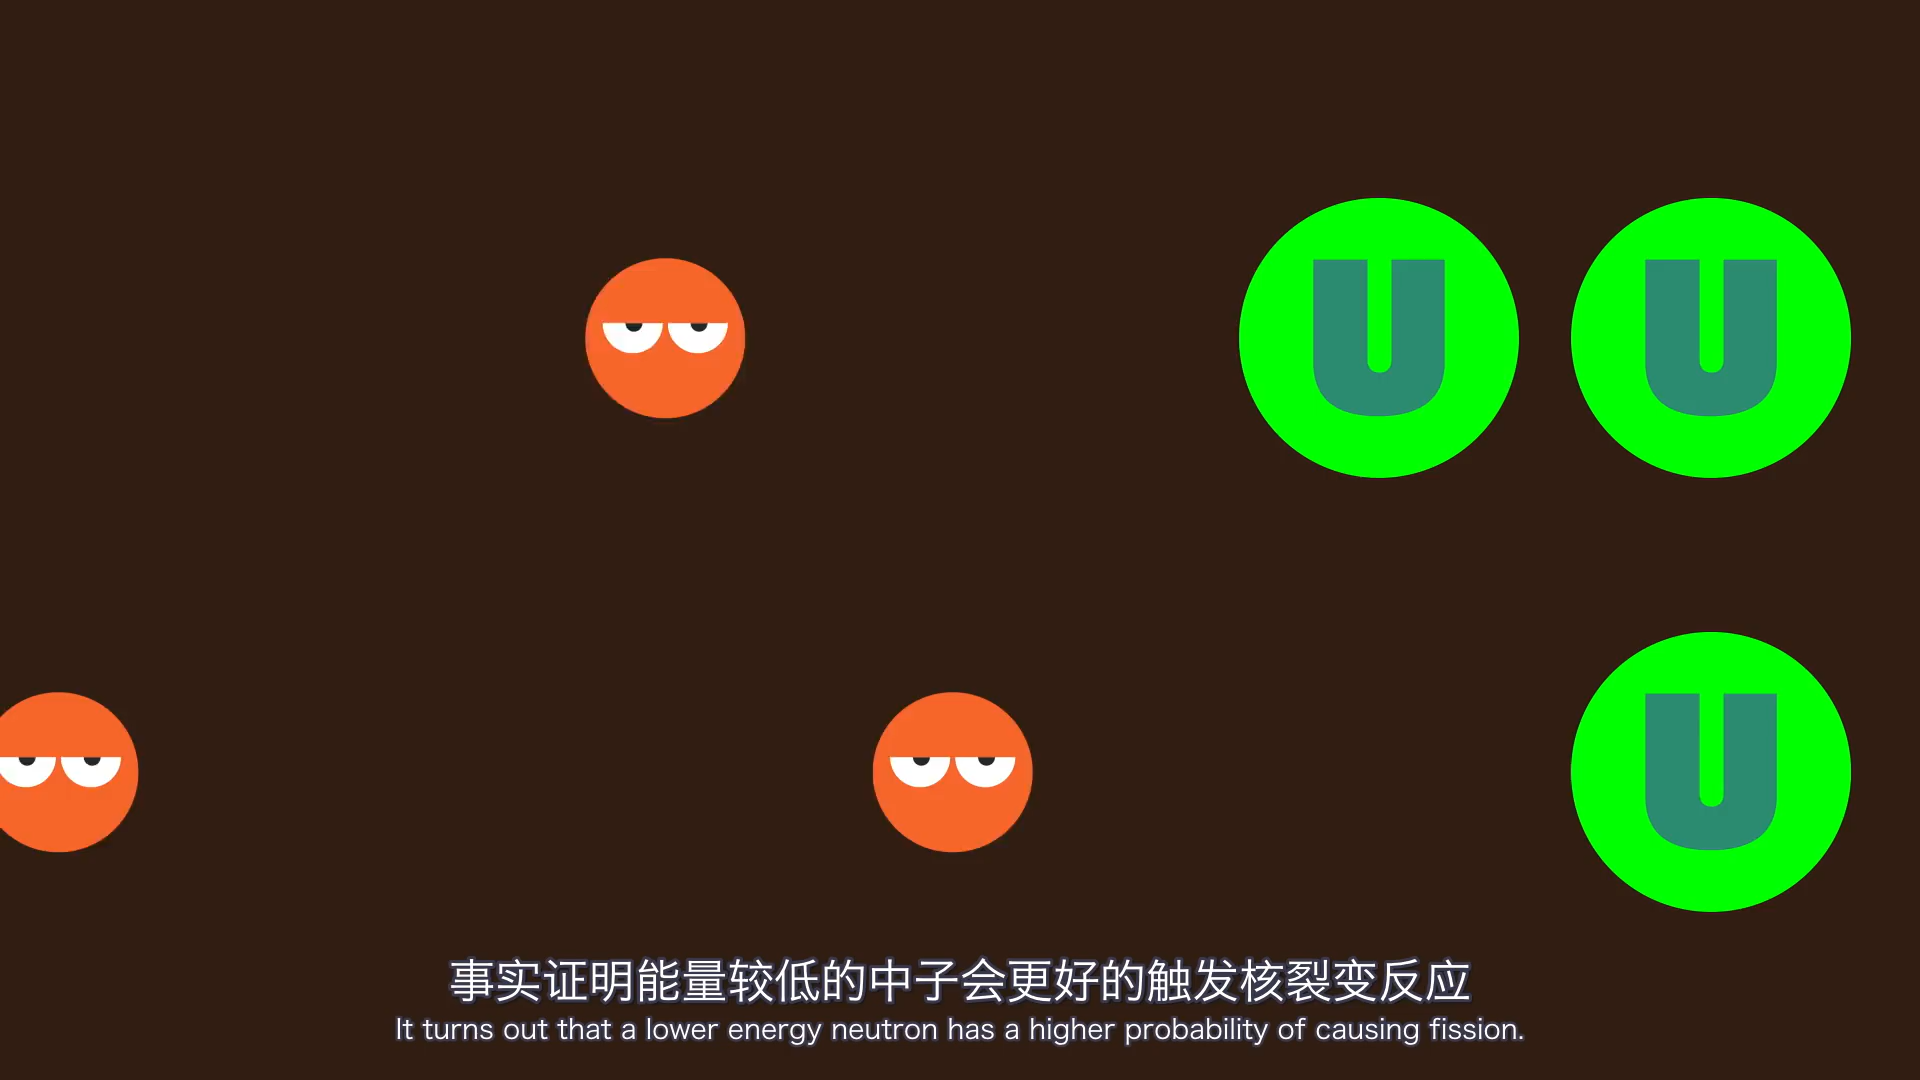 U U
U
事实证明能量较低的中子会更好的触发核裂变反应
It turns out that a lower energy neutron has a higher probability of causing fission.